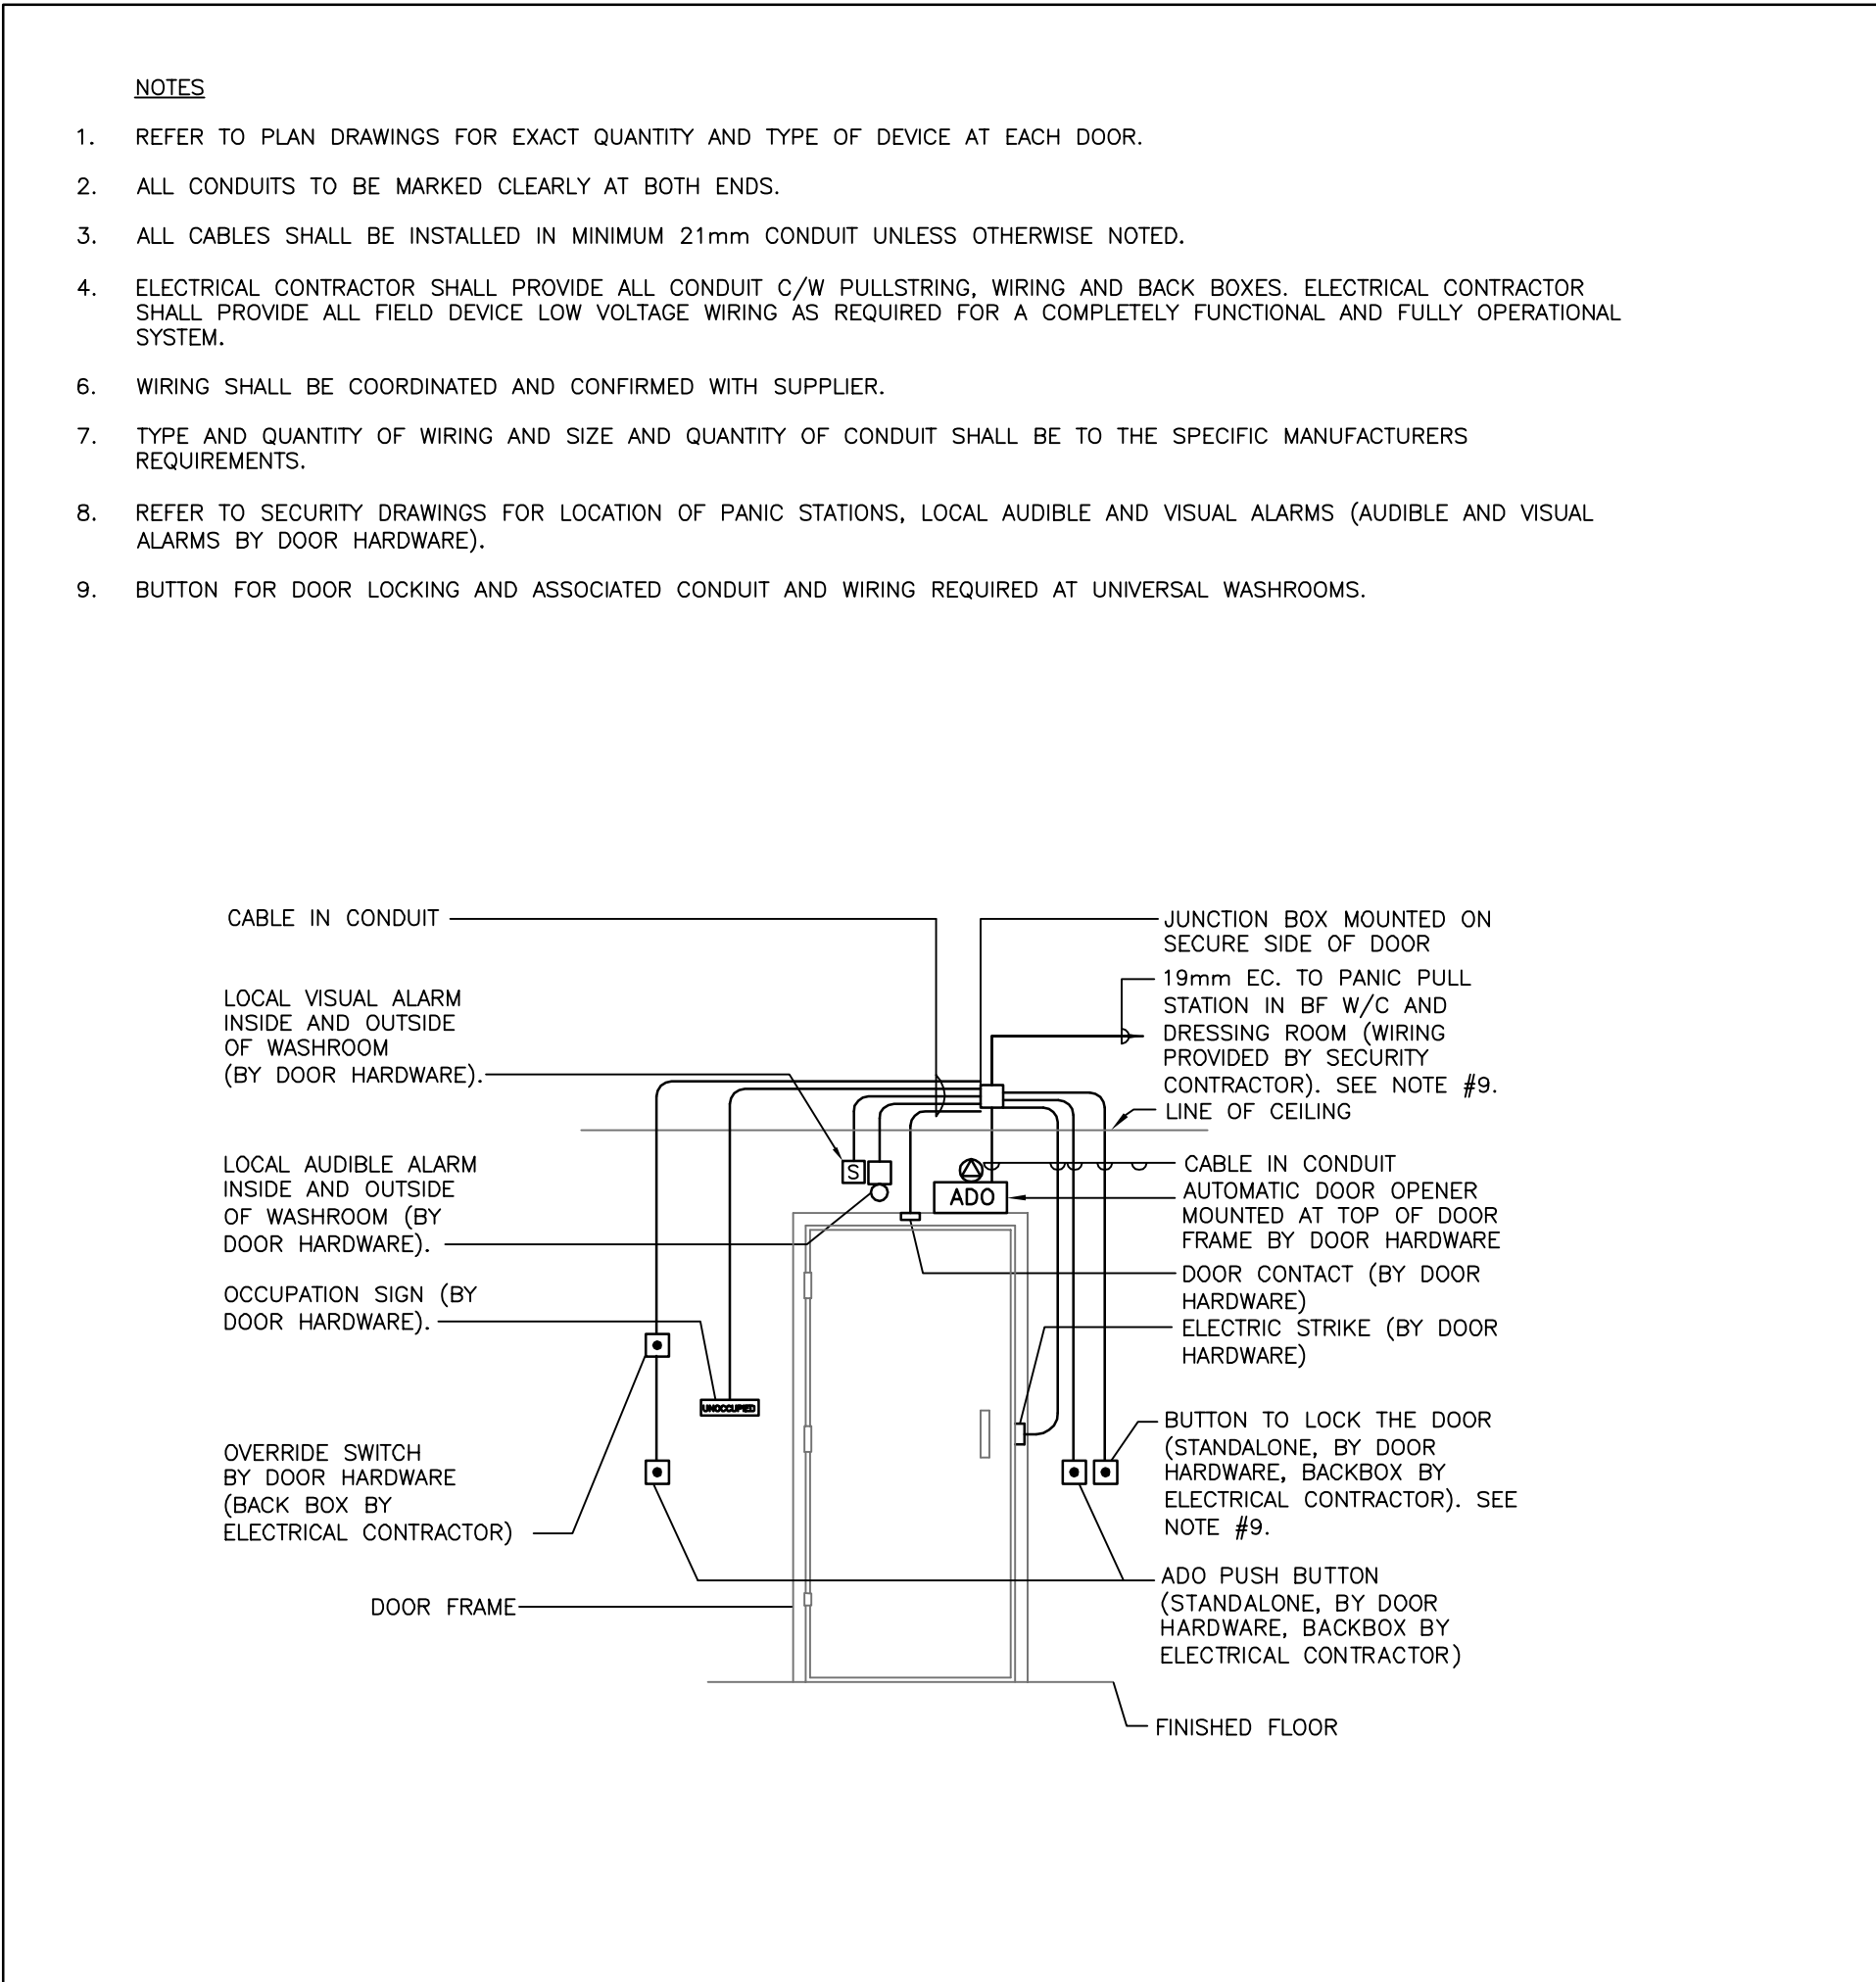 NOTES
1. REFER TO PLAN DRAWINGS FOR EXACT QUANTITY AND TYPE OF DEVICE AT EACH DOOR.
2. ALL CONDUITS TO BE MARKED CLEARLY AT BOTH ENDS.
3. ALL CABLES SHALL BE INSTALLED IN MINIMUM 21mm CONDUIT UNLESS OTHERWISE NOTED.
4. ELECTRICAL CONTRACTOR SHALL PROVIDE ALL CONDUIT C/W PULLSTRING, WIRING AND BACK BOXES. ELECTRICAL CONTRACTOR
SHALL PROVIDE ALL FIELD DEVICE LOW VOLTAGE WIRING AS REQUIRED FOR A COMPLETELY FUNCTIONAL AND FULLY OPERATIONAL
SYSTEM.
6. WIRING SHALL BE COORDINATED AND CONFIRMED WITH SUPPLIER.
7. TYPE AND QUANTITY OF WIRING AND SIZE AND QUANTITY OF CONDUIT SHALL BE TO THE SPECIFIC MANUFACTURERS
REQUIREMENTS.
8. REFER TO SECURITY DRAWINGS FOR LOCATION OF PANIC STATIONS, LOCAL AUDIBLE AND VISUAL ALARMS (AUDIBLE AND VISUAL
ALARMS BY DOOR HARDWARE).
9. BUTTON FOR DOOR LOCKING AND ASSOCIATED CONDUIT AND WIRING REQUIRED AT UNIVERSAL WASHROOMS.
CABLE IN CONDUIT
LOCAL VISUAL ALARM
INSIDE AND OUTSIDE
OF WASHROOM
(BY DOOR HARDWARE).
LOCAL AUDIBLE ALARM
INSIDE AND OUTSIDE
OF WASHROOM (BY
DOOR HARDWARE).
OCCUPATION SIGN (BY
DOOR HARDWARE).
OVERRIDE SWITCH
BY DOOR HARDWARE
(BACK BOX BY
ELECTRICAL CONTRACTOR)
DOOR FRAME
S
ADO
UNOCCUPIED
JUNCTION BOX MOUNTED ON
SECURE SIDE OF DOOR
19mm EC. TO PANIC PULL
STATION IN BF W/C AND
DRESSING ROOM (WIRING
PROVIDED BY SECURITY
CONTRACTOR). SEE NOTE #9.
LINE OF CEILING
CABLE IN CONDUIT
AUTOMATIC DOOR OPENER
MOUNTED AT TOP OF DOOR
FRAME BY DOOR HARDWARE
DOOR CONTACT (BY DOOR
HARDWARE)
ELECTRIC STRIKE (BY DOOR
HARDWARE)
BUTTON TO LOCK THE DOOR
(STANDALONE, BY DOOR
HARDWARE, BACKBOX BY
ELECTRICAL CONTRACTOR). SEE
NOTE #9.
ADO PUSH BUTTON
(STANDALONE, BY DOOR
HARDWARE, BACKBOX BY
ELECTRICAL CONTRACTOR)
FINISHED FLOOR